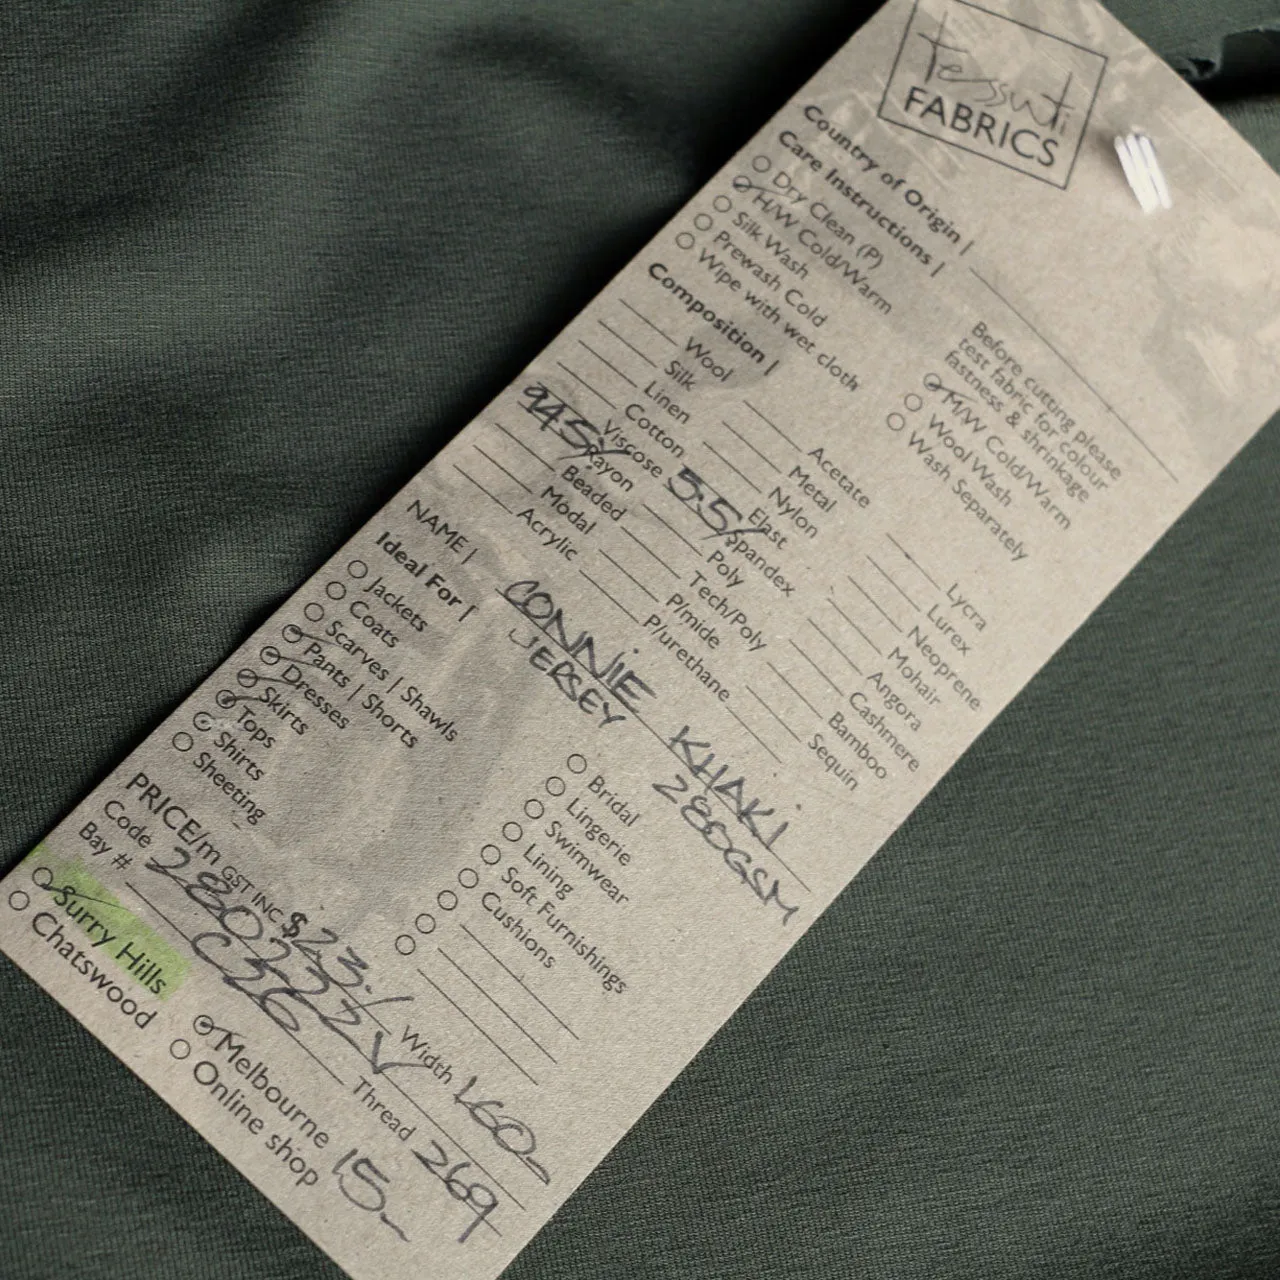 tessuti
FABRICS
Country of Origin |
Care Instructions |
Dry Clean (P)
H/W Cold/Warm
Silk Wash
Prewash Cold
Wipe with wet cloth
Before cutting please
test fabric for colour
fastness & shrinkage
M/W Cold/Warm
Wool Wash
Wash Separately
Composition |
Wool
Silk
Linen
Cotton
Viscose
94.5% Rayon
Beaded
Modal
Acrylic
Acetate
Metal
Nylon
Elast
5.5% Spandex
Poly
Tech/Poly
P/mide
P/urethane
Lycra
Lurex
Neoprene
Mohair
Angora
Cashmere
Bamboo
Sequin
NAME | CONNIE KHAKI
JERSEY 280GSM
Ideal For |
Jackets
Coats
Scarves | Shawls
Pants | Shorts
Dresses
Skirts
Tops
Shirts
Sheeting
Bridal
Lingerie
Swimwear
Lining
Soft Furnishings
Cushions
PRICE/m GST INC $23.
Code Width 160
Bay # C326 Thread 269
Surry Hills
Chatswood
Melbourne 15
Online shop